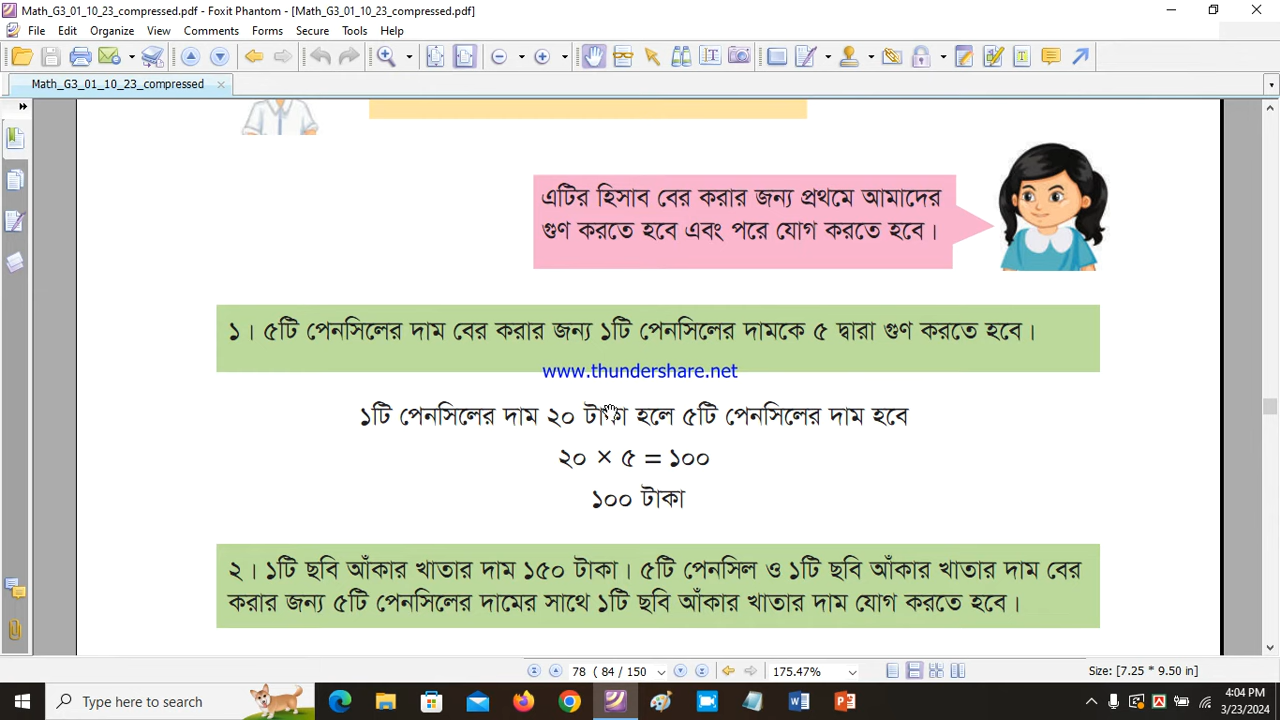 Math_G3_01_10_23_compressed.pdf - Foxit Phantom - [Math_G3_01_10_23_compressed.pdf]
File Edit Organize View Comments Forms Secure Tools Help
Math_G3_01_10_23_compressed
এটির হিসাব বের করার জন্য প্রথমে আমাদের
গুণ করতে হবে এবং পরে যোগ করতে হবে।
১। ৫টি পেনসিলের দাম বের করার জন্য ১টি পেনসিলের দামকে ৫ দ্বারা গুণ করতে হবে।
www.thundershare.net
১টি পেনসিলের দাম ২০ টাকা হলে ৫টি পেনসিলের দাম হবে
২০ × ৫ = ১০০
১০০ টাকা
২। ১টি ছবি আঁকার খাতার দাম ১৫০ টাকা। ৫টি পেনসিল ও ১টি ছবি আঁকার খাতার দাম বের
করার জন্য ৫টি পেনসিলের দামের সাথে ১টি ছবি আঁকার খাতার দাম যোগ করতে হবে।
78 ( 84 / 150 175.47% Size: [7.25 * 9.50 in]
Type here to search
4:04 PM
3/23/2024